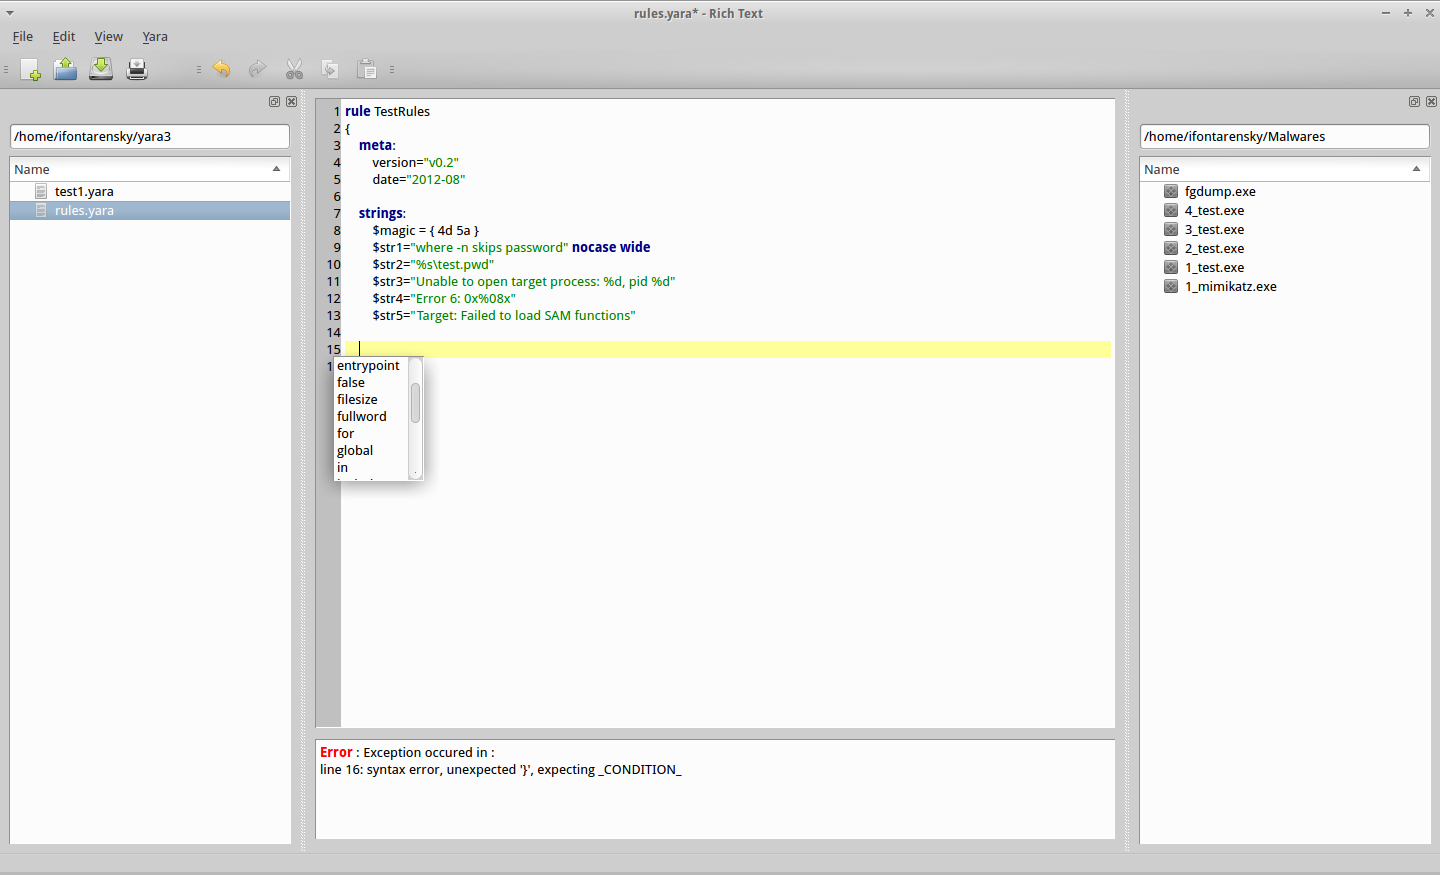 rules.yara* - Rich Text
File Edit View Yara
/home/ifontarensky/yara3
Name
test1.yara
rules.yara
1 rule TestRules
2 {
3 meta:
4 version="v0.2"
5 date="2012-08"
6
7 strings:
8 $magic = { 4d 5a }
9 $str1="where -n skips password" nocase wide
10 $str2="%s\test.pwd"
11 $str3="Unable to open target process: %d, pid %d"
12 $str4="Error 6: 0x%08x"
13 $str5="Target: Failed to load SAM functions"
14
15
entrypoint
false
filesize
fullword
for
global
in
Error : Exception occured in :
line 16: syntax error, unexpected '}', expecting _CONDITION_
/home/ifontarensky/Malwares
Name
fgdump.exe
4_test.exe
3_test.exe
2_test.exe
1_test.exe
1_mimikatz.exe